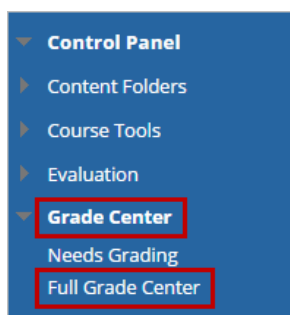 Control Panel
Content Folders
Course Tools
Evaluation
Grade Center
Needs Grading
Full Grade Center